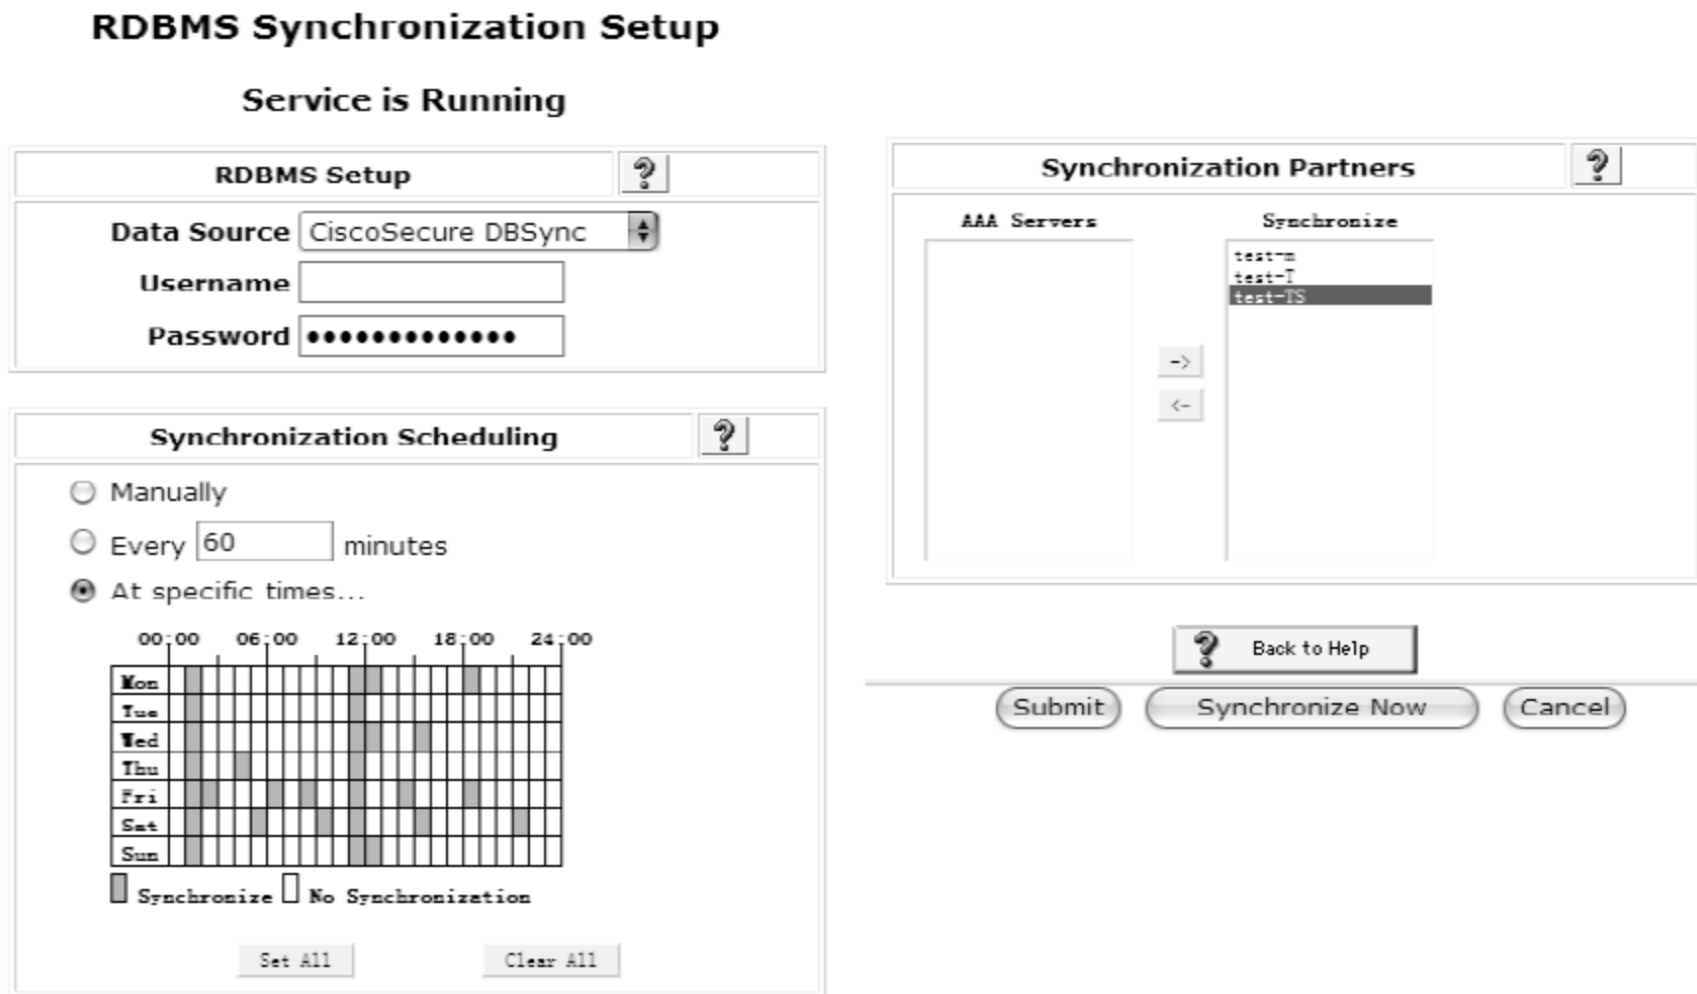 RDBMS Synchronization Setup
Service is Running
RDBMS Setup ?
Data Source CiscoSecure DBSync
Username
Password •••••••••••••
Synchronization Scheduling ?
Manually
Every 60 minutes
At specific times...
00:00 06:00 12:00 18:00 24:00
Mon
Tue
Wed
Thu
Fri
Sat
Sun
Synchronize No Synchronization
Set All Clear All
Synchronization Partners ?
AAA Servers Synchronize
test-m
test-T
test-TS
->
<-
? Back to Help
Submit Synchronize Now Cancel